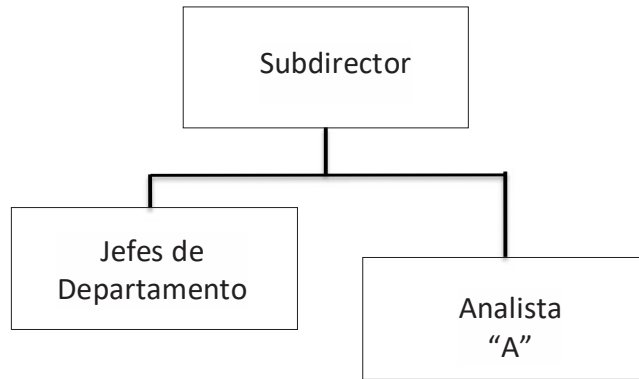 Subdirector
Jefes de
Departamento
Analista
“A”